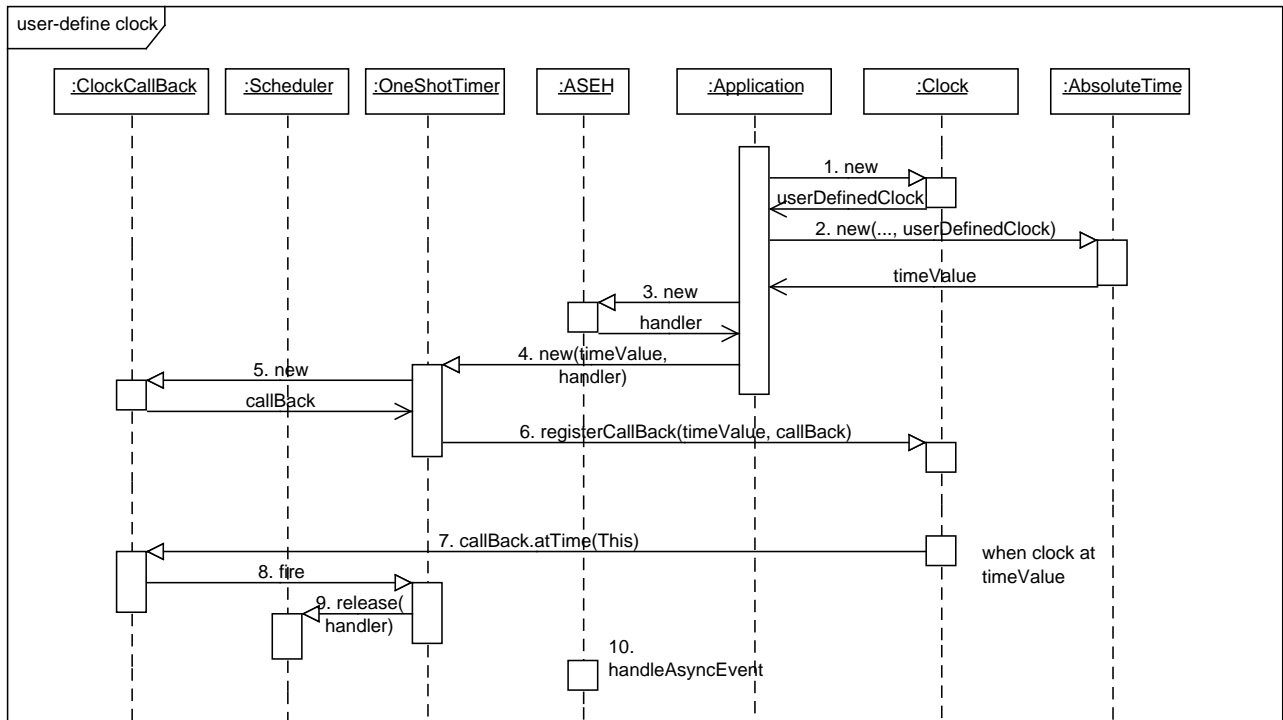 user-define clock
:ClockCallBack
:Scheduler
:OneShotTimer
:ASEH
:Application
:Clock
:AbsoluteTime
1. new
userDefinedClock
2. new(..., userDefinedClock)
timeValue
3. new
handler
4. new(timeValue,
handler)
5. new
callBack
6. registerCallBack(timeValue, callBack)
7. callBack.atTime(This)
when clock at
timeValue
8. fire
9. release(
handler)
10.
handleAsyncEvent